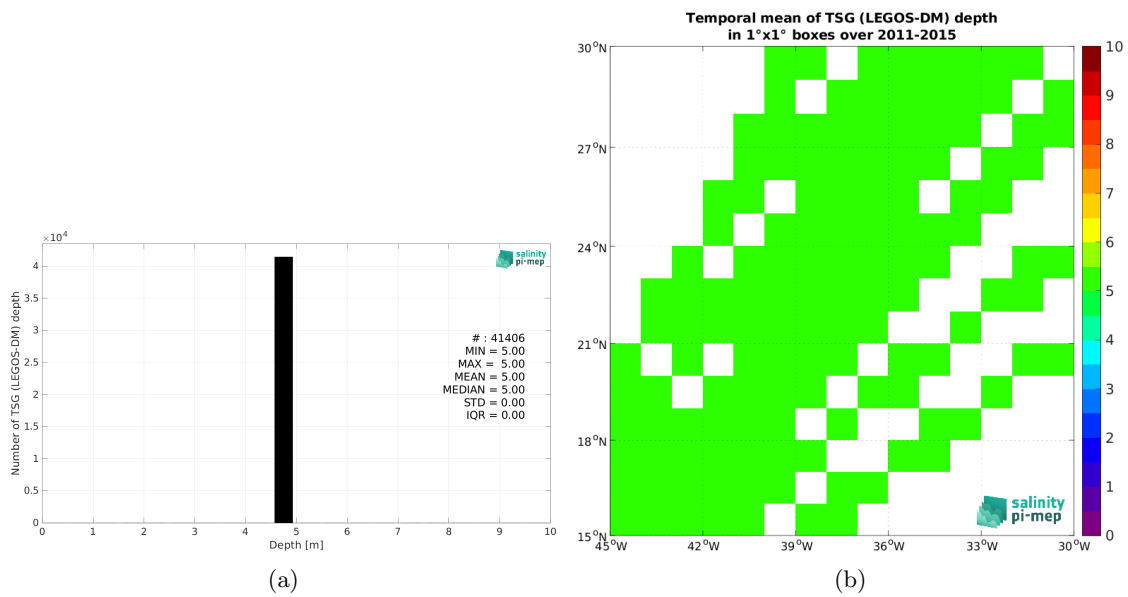 ×10⁴
4
3.5
3
2.5
2
1.5
1
0.5
0
Number of TSG (LEGOS-DM) depth
salinity
pi-mep
# : 41406
MIN = 5.00
MAX = 5.00
MEAN = 5.00
MEDIAN = 5.00
STD = 0.00
IQR = 0.00
0 1 2 3 4 5 6 7 8 9 10
Depth [m]
(a)
Temporal mean of TSG (LEGOS-DM) depth
in 1°x1° boxes over 2011-2015
30°N
27°N
24°N
21°N
18°N
15°N
45°W 42°W 39°W 36°W 33°W 30°W
salinity
pi-mep
10
9
8
7
6
5
4
3
2
1
0
(b)